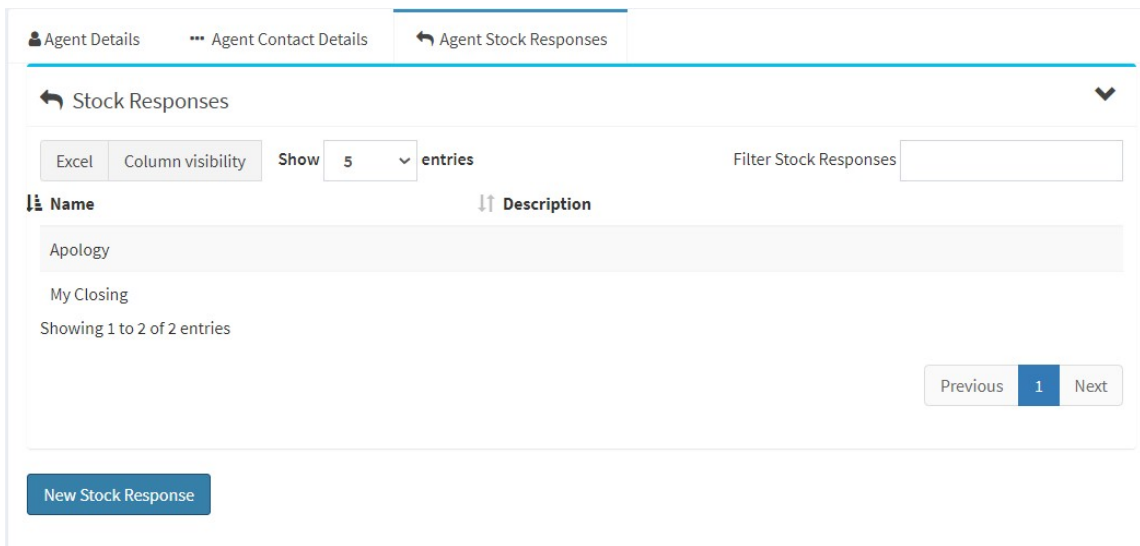 Agent Details Agent Contact Details Agent Stock Responses
Stock Responses
Excel Column visibility Show 5 entries Filter Stock Responses
Name Description
Apology
My Closing
Showing 1 to 2 of 2 entries
Previous 1 Next
New Stock Response